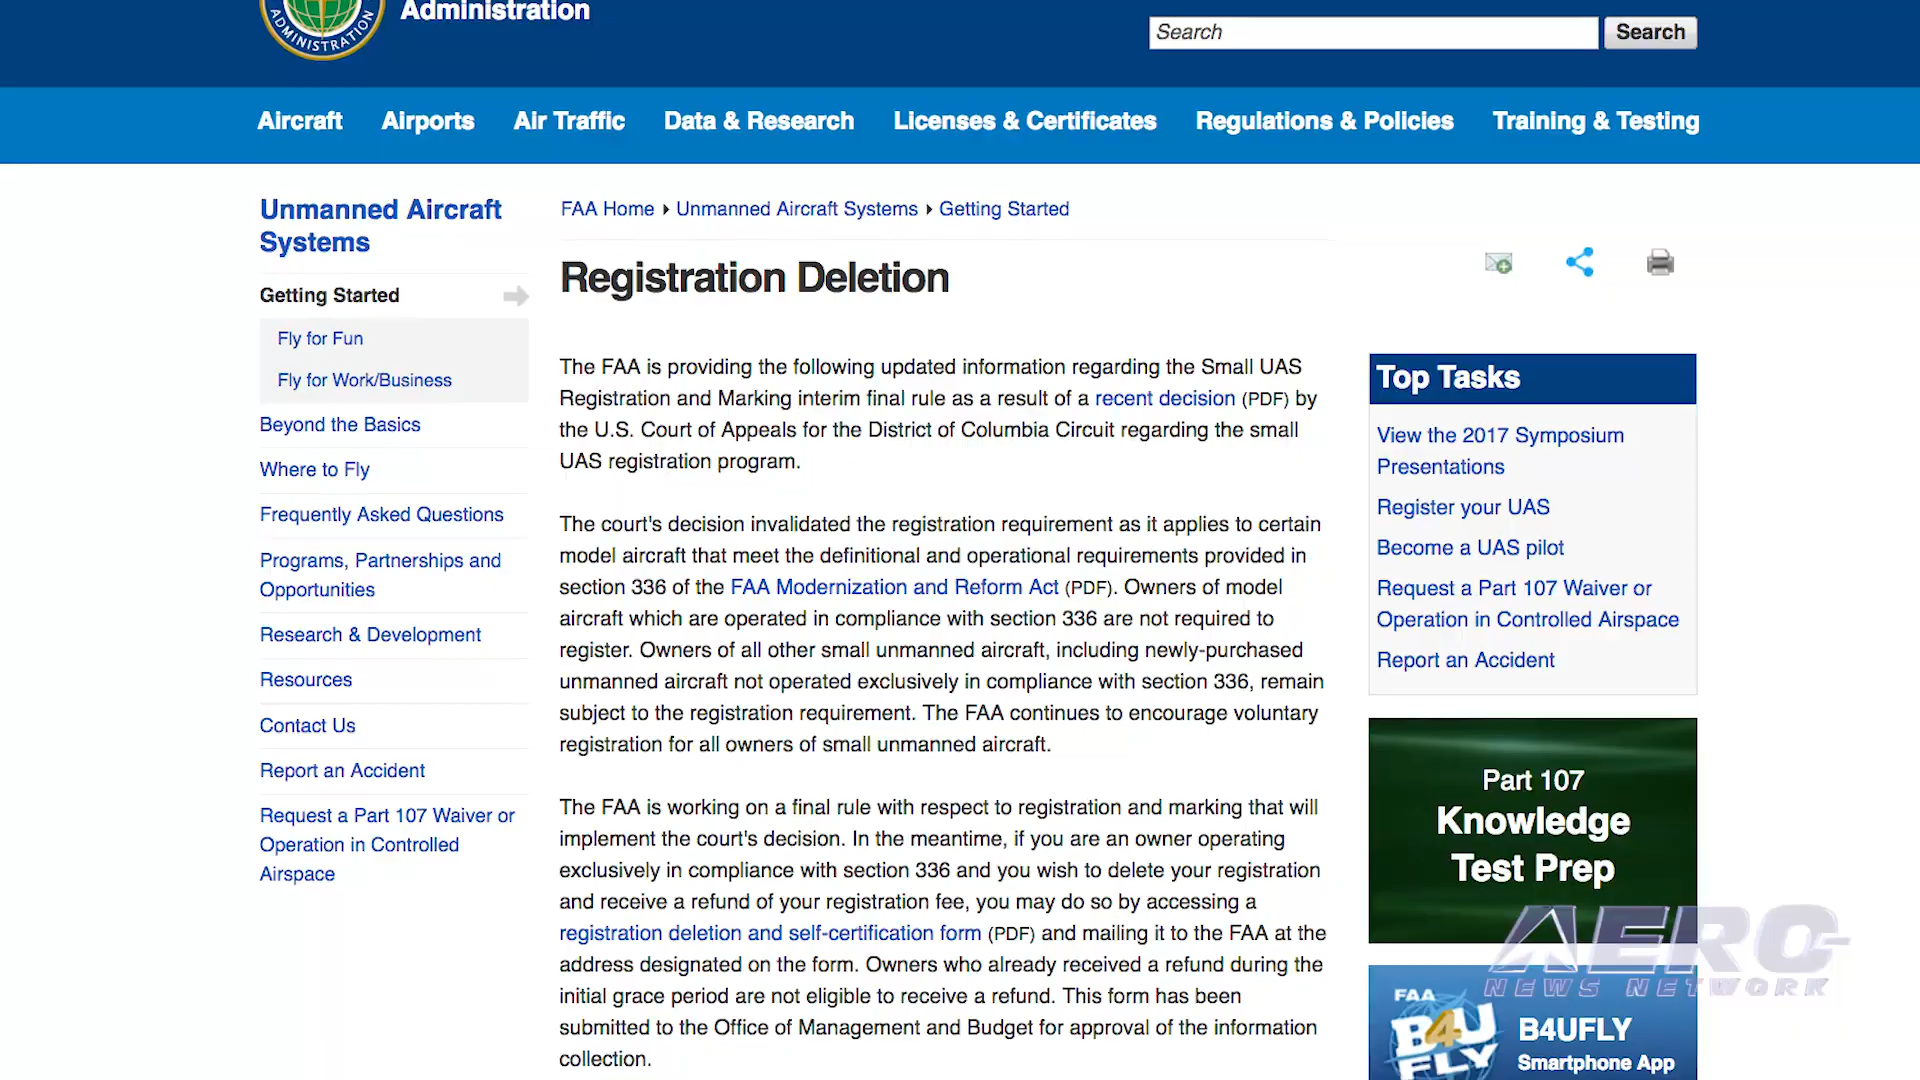 Administration
ADMINISTRATION
Search
Search
Aircraft
Airports
Air Traffic
Data & Research
Licenses & Certificates
Regulations & Policies
Training & Testing
Unmanned Aircraft
Systems
Getting Started
Fly for Fun
Fly for Work/Business
Beyond the Basics
Where to Fly
Frequently Asked Questions
Programs, Partnerships and
Opportunities
Research & Development
Resources
Contact Us
Report an Accident
Request a Part 107 Waiver or
Operation in Controlled
Airspace
FAA Home
Unmanned Aircraft Systems
Getting Started
Registration Deletion
The FAA is providing the following updated information regarding the Small UAS
Registration and Marking interim final rule as a result of a recent decision (PDF) by
the U.S. Court of Appeals for the District of Columbia Circuit regarding the small
UAS registration program.
The court's decision invalidated the registration requirement as it applies to certain
model aircraft that meet the definitional and operational requirements provided in
section 336 of the FAA Modernization and Reform Act (PDF). Owners of model
aircraft which are operated in compliance with section 336 are not required to
register. Owners of all other small unmanned aircraft, including newly-purchased
unmanned aircraft not operated exclusively in compliance with section 336, remain
subject to the registration requirement. The FAA continues to encourage voluntary
registration for all owners of small unmanned aircraft.
The FAA is working on a final rule with respect to registration and marking that will
implement the court's decision. In the meantime, if you are an owner operating
exclusively in compliance with section 336 and you wish to delete your registration
and receive a refund of your registration fee, you may do so by accessing a
registration deletion and self-certification form (PDF) and mailing it to the FAA at the
address designated on the form. Owners who already received a refund during the
initial grace period are not eligible to receive a refund. This form has been
submitted to the Office of Management and Budget for approval of the information
collection.
Top Tasks
View the 2017 Symposium
Presentations
Register your UAS
Become a UAS pilot
Request a Part 107 Waiver or
Operation in Controlled Airspace
Report an Accident
Part 107
Knowledge
Test Prep
AERO
NEWS NETWORK
FAA
B4U
FLY
B4UFLY
Smartphone App